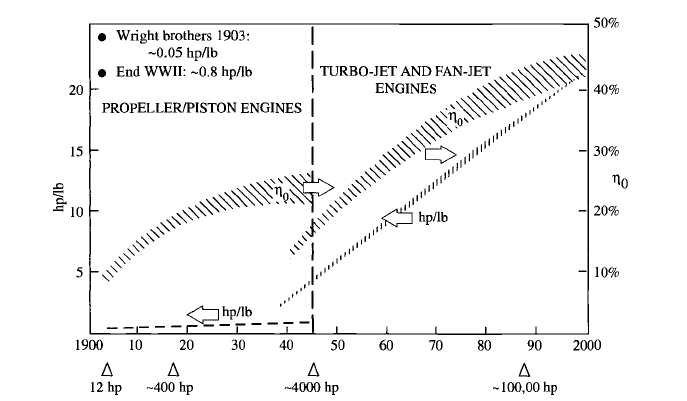 50%
● Wright brothers 1903:
~0.05 hp/lb
● End WWII: ~0.8 hp/lb
TURBO-JET AND FAN-JET
ENGINES
PROPELLER/PISTON ENGINES
20
40%
η0
15
30%
hp/lb
η0
η0
10
20%
hp/lb
5
10%
hp/lb
1900 10 20 30 40 50 60 70 80 90 2000
12 hp ~400 hp ~4000 hp ~100,00 hp